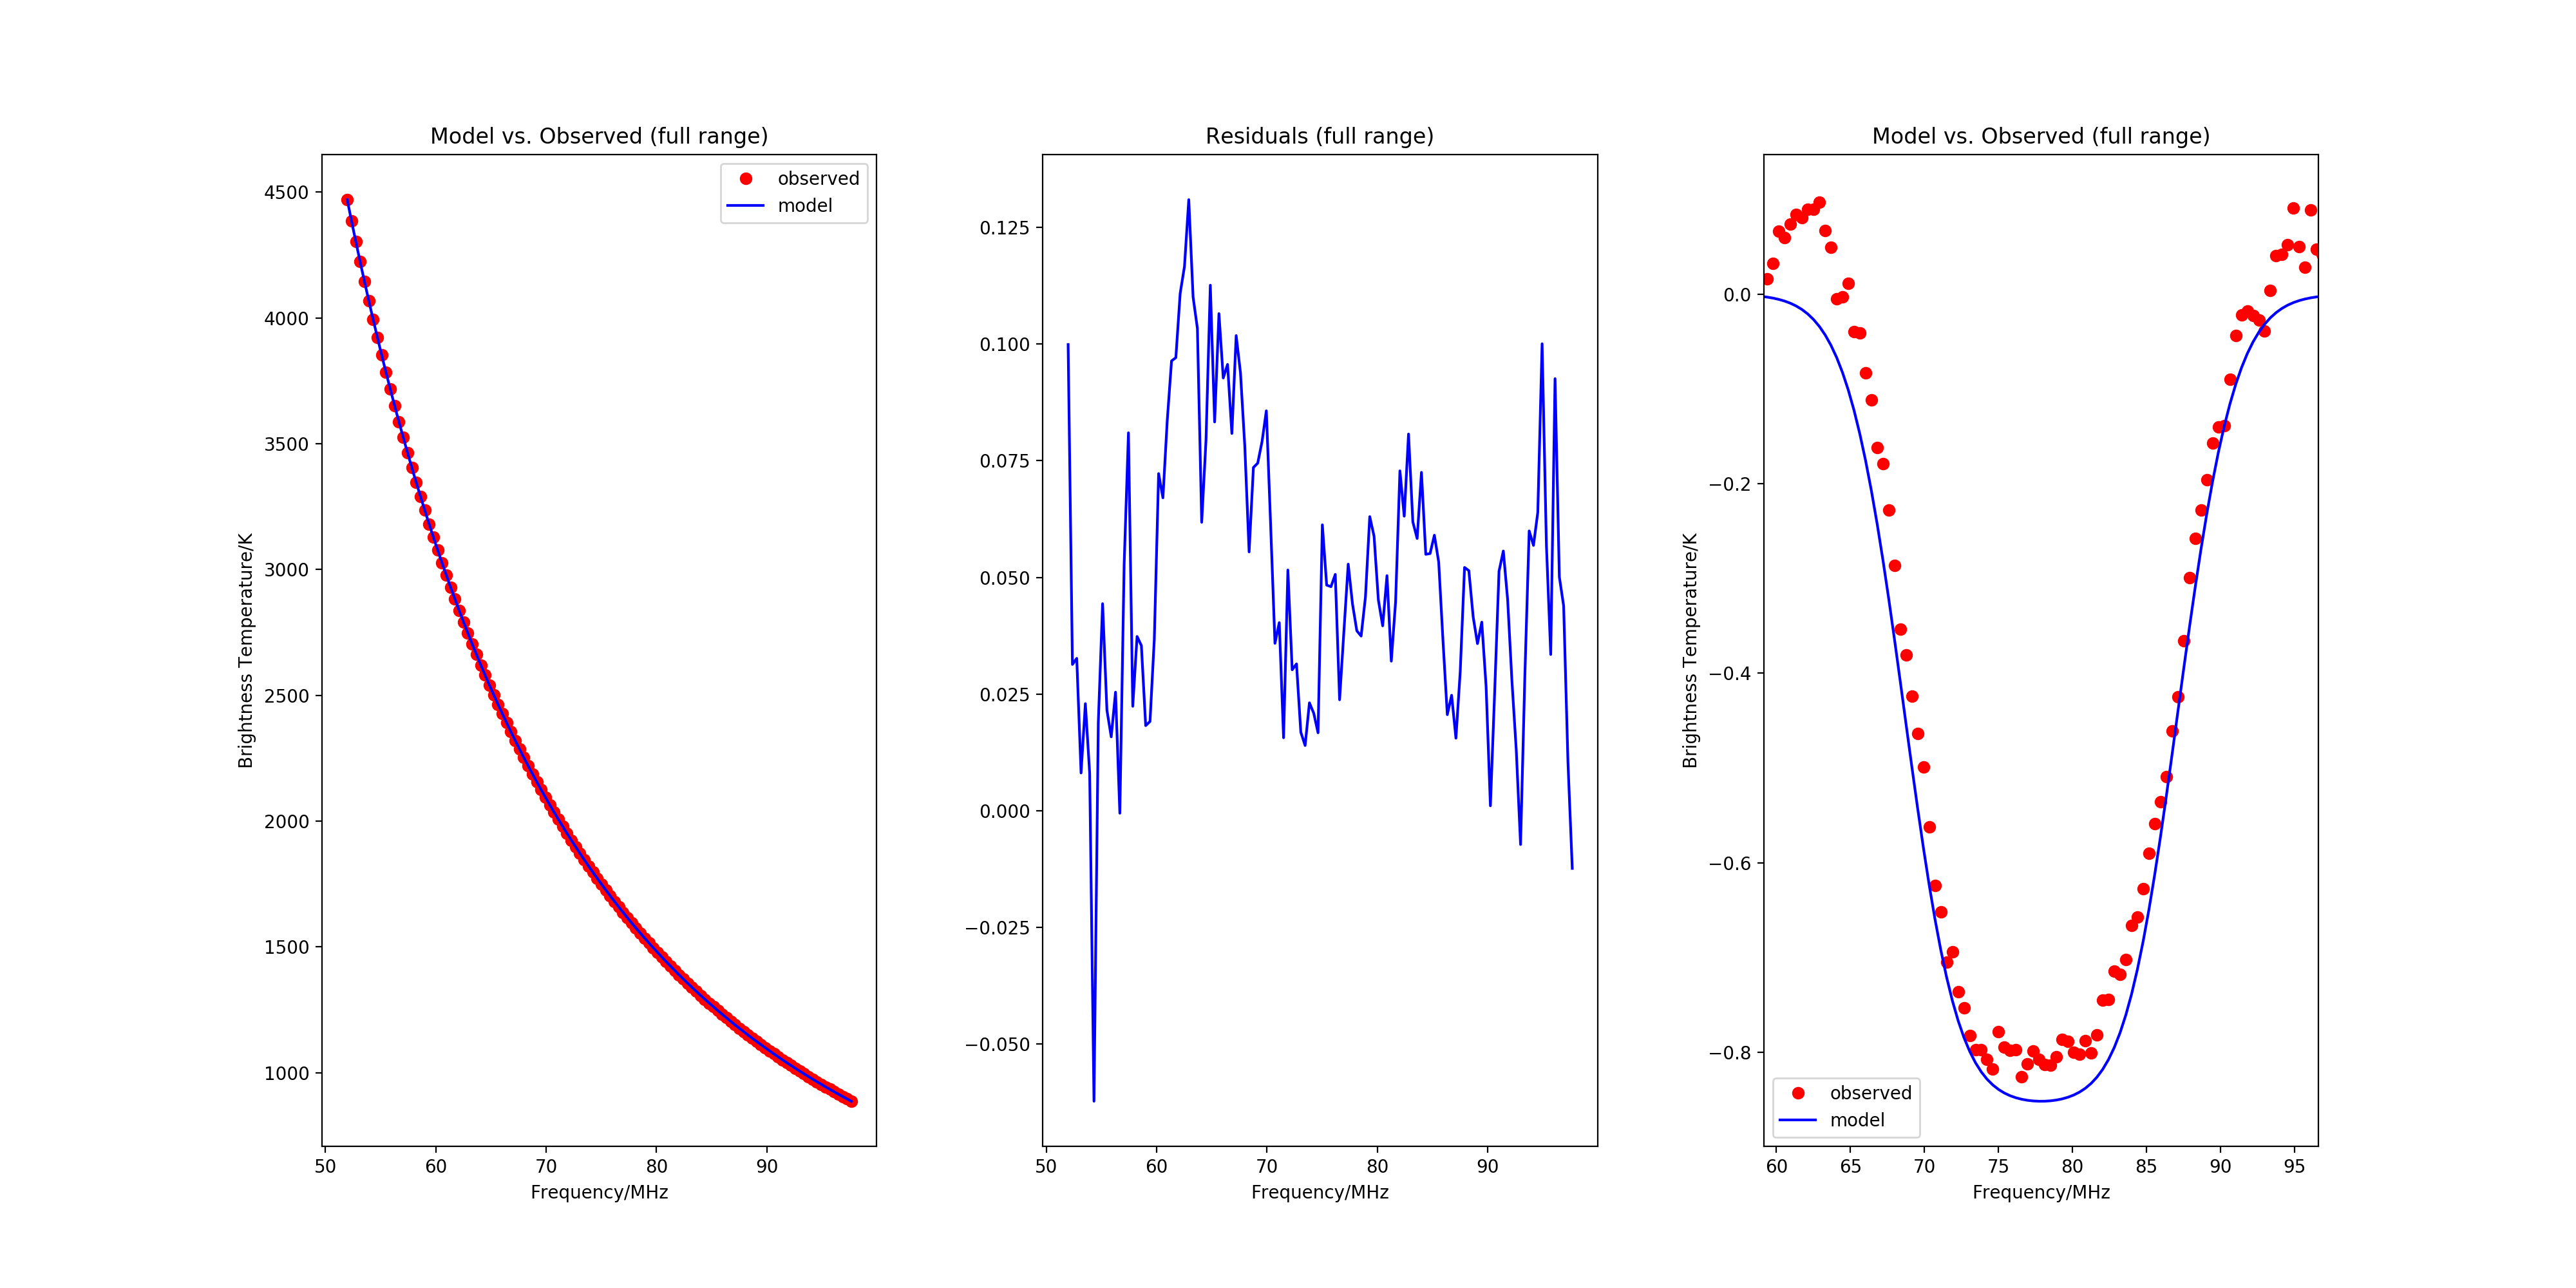 Model vs. Observed (full range)
observed
model
4500
4000
3500
3000
2500
2000
1500
1000
Brightness Temperature/K
50 60 70 80 90
Frequency/MHz
Residuals (full range)
0.125
0.100
0.075
0.050
0.025
0.000
−0.025
−0.050
50 60 70 80 90
Frequency/MHz
Model vs. Observed (full range)
0.0
−0.2
−0.4
−0.6
−0.8
Brightness Temperature/K
observed
model
60 65 70 75 80 85 90 95
Frequency/MHz